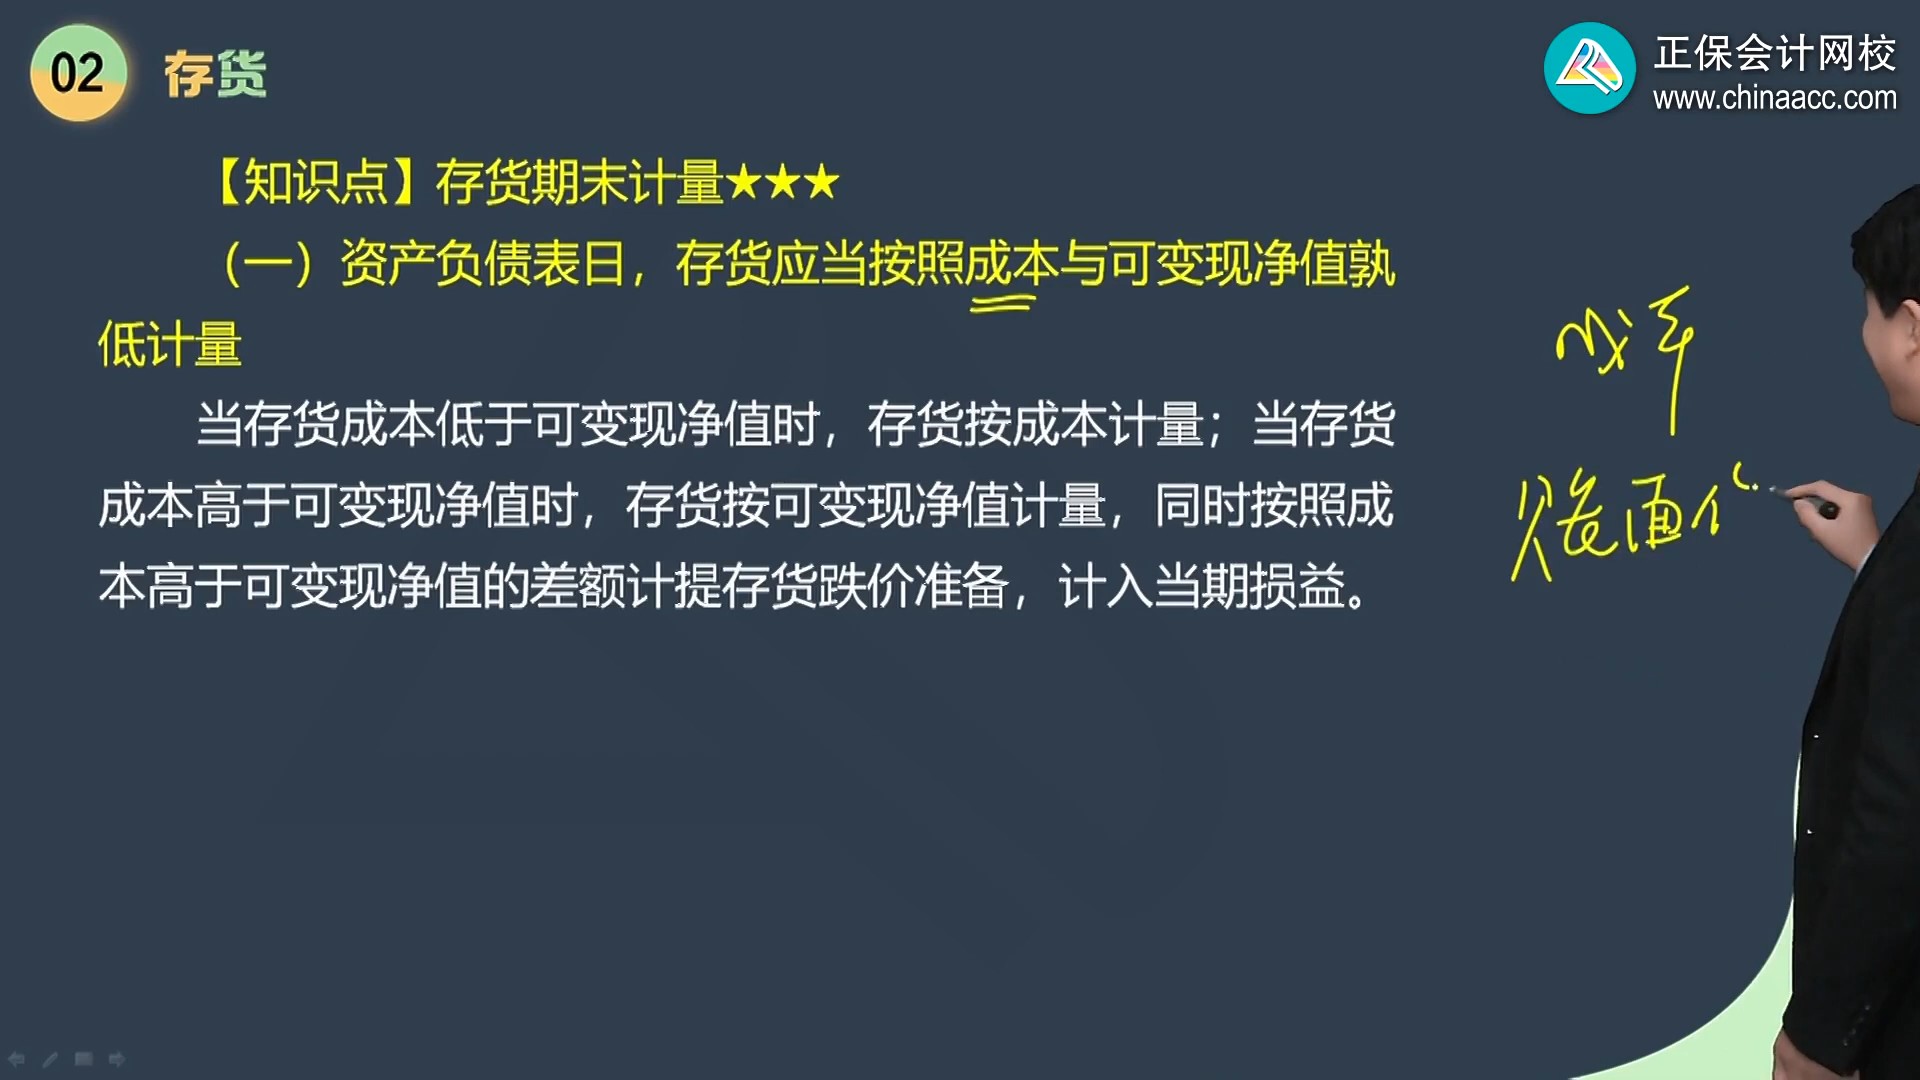 02 存货
正保会计网校
www.chinaacc.com
【知识点】存货期末计量★★★
（一）资产负债表日，存货应当按照成本与可变现净值孰
低计量
当存货成本低于可变现净值时，存货按成本计量；当存货
成本高于可变现净值时，存货按可变现净值计量，同时按照成
本高于可变现净值的差额计提存货跌价准备，计入当期损益。
成本
账面